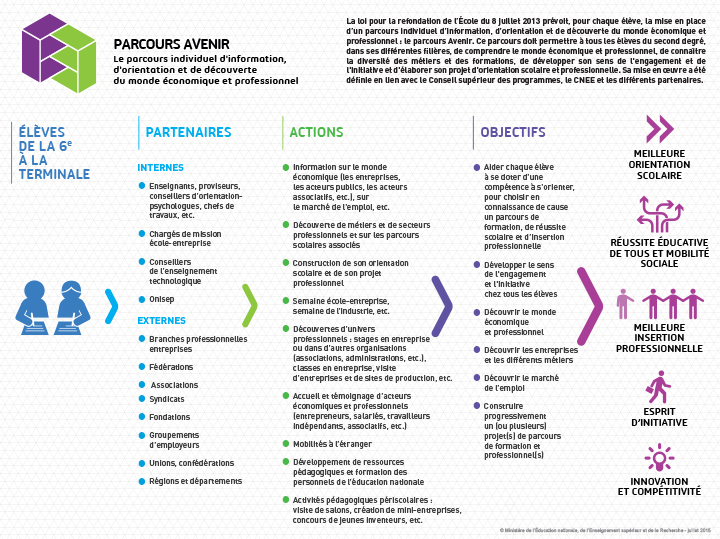 PARCOURS AVENIR
Le parcours individuel d'information,
d'orientation et de découverte
du monde économique et professionnel
La loi pour la refondation de l'École du 8 juillet 2013 prévoit, pour chaque élève, la mise en place
d'un parcours individuel d'information, d'orientation et de découverte du monde économique et
professionnel : le parcours Avenir. Ce parcours doit permettre à tous les élèves du second degré,
dans ses différentes filières, de comprendre le monde économique et professionnel, de connaître
la diversité des métiers et des formations, de développer son sens de l'engagement et de
l'initiative et d'élaborer son projet d'orientation scolaire et professionnelle. Sa mise en œuvre a été
définie en lien avec le Conseil supérieur des programmes, le CNEE et les différents partenaires.
ÉLÈVES
DE LA 6e
À LA
TERMINALE
PARTENAIRES
INTERNES
Enseignants, proviseurs,
conseillers d'orientation-
psychologues, chefs de
travaux, etc.
Chargés de mission
école-entreprise
Conseillers
de l'enseignement
technologique
Onisep
EXTERNES
Branches professionnelles
entreprises
Fédérations
Associations
Syndicats
Fondations
Groupements
d'employeurs
Unions, confédérations
Régions et départements
ACTIONS
Information sur le monde
économique (les entreprises,
les acteurs publics, les acteurs
associatifs, etc.), sur
le marché de l'emploi, etc.
Découverte de métiers et de secteurs
professionnels et sur les parcours
scolaires associés
Construction de son orientation
scolaire et de son projet
professionnel
Semaine école-entreprise,
semaine de l'industrie, etc.
Découvertes d'univers
professionnels : stages en entreprise
ou dans d'autres organisations
(associations, administrations, etc.),
classes en entreprise, visite
d'entreprises et de sites de production, etc.
Accueil et témoignage d'acteurs
économiques et professionnels
(entrepreneurs, salariés, travailleurs
indépendants, associatifs, etc.)
Mobilités à l'étranger
Développement de ressources
pédagogiques et formation des
personnels de l'éducation nationale
Activités pédagogiques périscolaires :
visite de salons, création de mini-entreprises,
concours de jeunes inventeurs, etc.
OBJECTIFS
Aider chaque élève
à se doter d'une
compétence à s'orienter,
pour choisir en
connaissance de cause
un parcours de
formation, de réussite
scolaire et d'insertion
professionnelle
Développer le sens
de l'engagement
et l'initiative
chez tous les élèves
Découvrir le monde
économique
et professionnel
Découvrir les entreprises
et les différents métiers
Découvrir le marché
de l'emploi
Construire
progressivement
un (ou plusieurs)
projet(s) de parcours
de formation et
professionnel(s)
MEILLEURE
ORIENTATION
SCOLAIRE
RÉUSSITE ÉDUCATIVE
DE TOUS ET MOBILITÉ
SOCIALE
MEILLEURE
INSERTION
PROFESSIONNELLE
ESPRIT
D'INITIATIVE
INNOVATION
ET COMPÉTITIVITÉ
© Ministère de l'Éducation nationale, de l'Enseignement supérieur et de la Recherche - juillet 2015